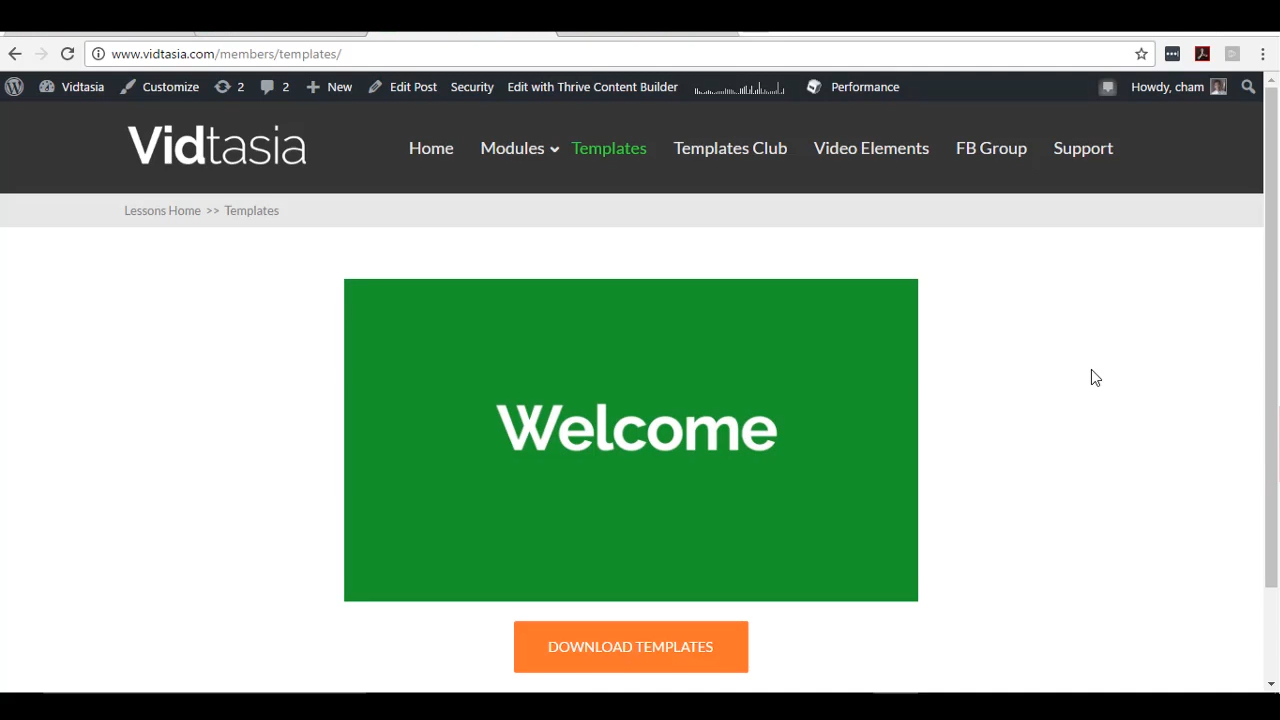 www.vidtasia.com/members/templates/
Vidtasia Customize 2 2 New Edit Post Security Edit with Thrive Content Builder Performance Howdy, cham
Vidtasia Home Modules Templates Templates Club Video Elements FB Group Support
Lessons Home >> Templates
Welcome
DOWNLOAD TEMPLATES